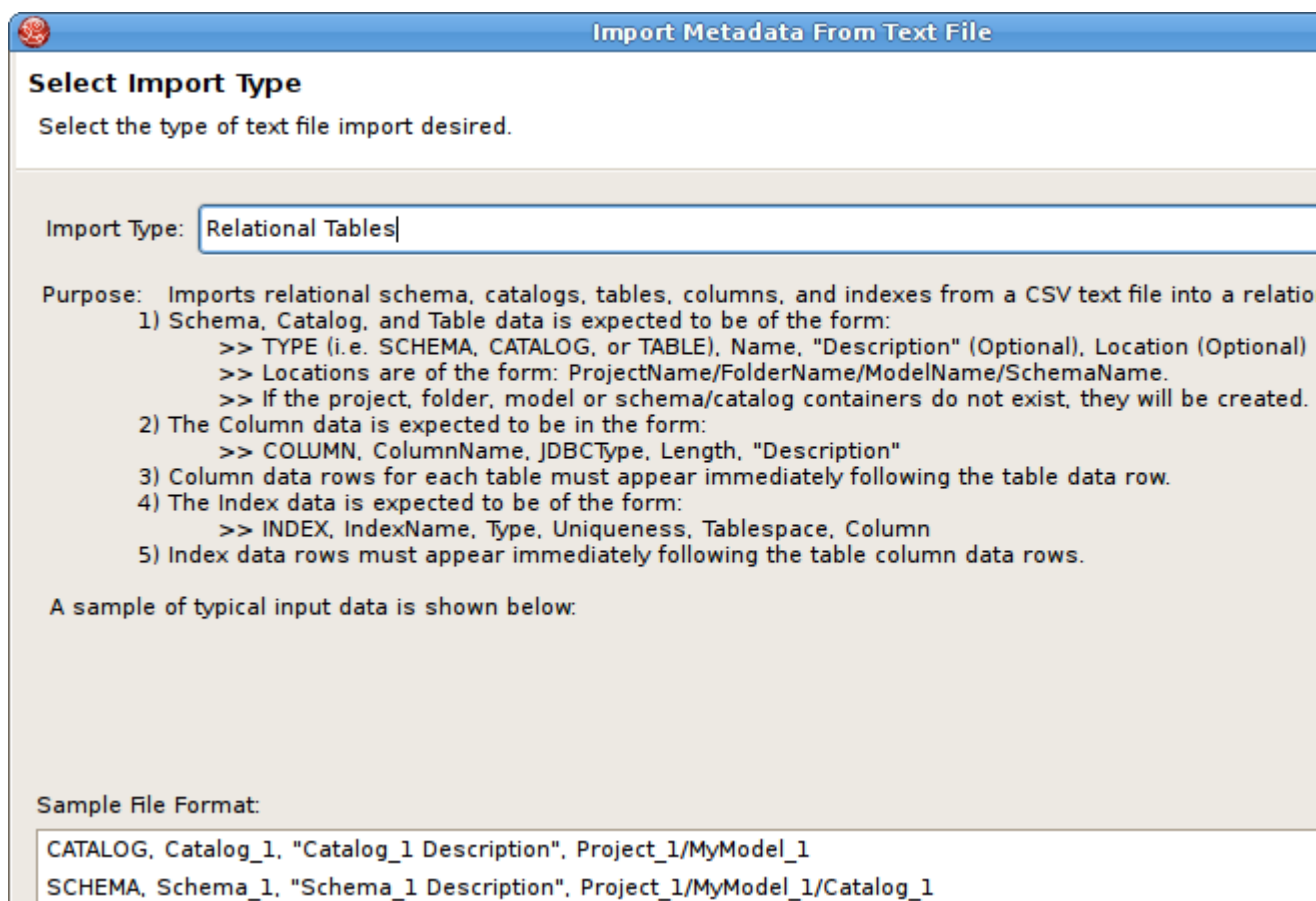 Import Metadata From Text File
Select Import Type
Select the type of text file import desired.
Import Type: Relational Tables
Purpose: Imports relational schema, catalogs, tables, columns, and indexes from a CSV text file into a
1) Schema, Catalog, and Table data is expected to be of the form:
>> TYPE (i.e. SCHEMA, CATALOG, or TABLE), Name, "Description" (Optional), Location (Optional)
>> Locations are of the form: ProjectName/FolderName/ModelName/SchemaName.
>> If the project, folder, model or schema/catalog containers do not exist, they will be created.
2) The Column data is expected to be in the form:
>> COLUMN, ColumnName, JDBCType, Length, "Description"
3) Column data rows for each table must appear immediately following the table data row.
4) The Index data is expected to be of the form:
>> INDEX, IndexName, Type, Uniqueness, Tablespace, Column
5) Index data rows must appear immediately following the table column data rows.
A sample of typical input data is shown below:
Sample File Format:
CATALOG, Catalog_1, "Catalog_1 Description", Project_1/MyModel_1
SCHEMA, Schema_1, "Schema_1 Description", Project_1/MyModel_1/Catalog_1